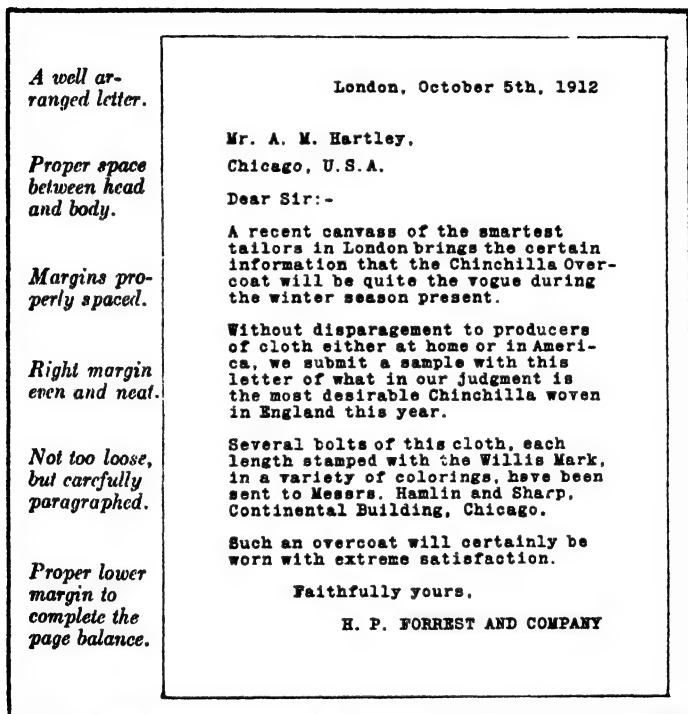 A well ar-
ranged letter.
Proper space
between head
and body.
Margins pro-
perly spaced.
Right margin
even and neat.
Not too loose,
but carefully
paragraphed.
Proper lower
margin to
complete the
page balance.
London, October 5th, 1912
Mr. A. M. Hartley,
Chicago, U.S.A.
Dear Sir:-
A recent canvass of the smartest
tailors in London brings the certain
information that the Chinchilla Over-
coat will be quite the vogue during
the winter season present.
Without disparagement to producers
of cloth either at home or in Ameri-
ca, we submit a sample with this
letter of what in our judgment is
the most desirable Chinchilla woven
in England this year.
Several bolts of this cloth, each
length stamped with the Willis Mark,
in a variety of colorings, have been
sent to Messrs. Hamlin and Sharp,
Continental Building, Chicago.
Such an overcoat will certainly be
worn with extreme satisfaction.
Faithfully yours,
H. P. FORREST AND COMPANY